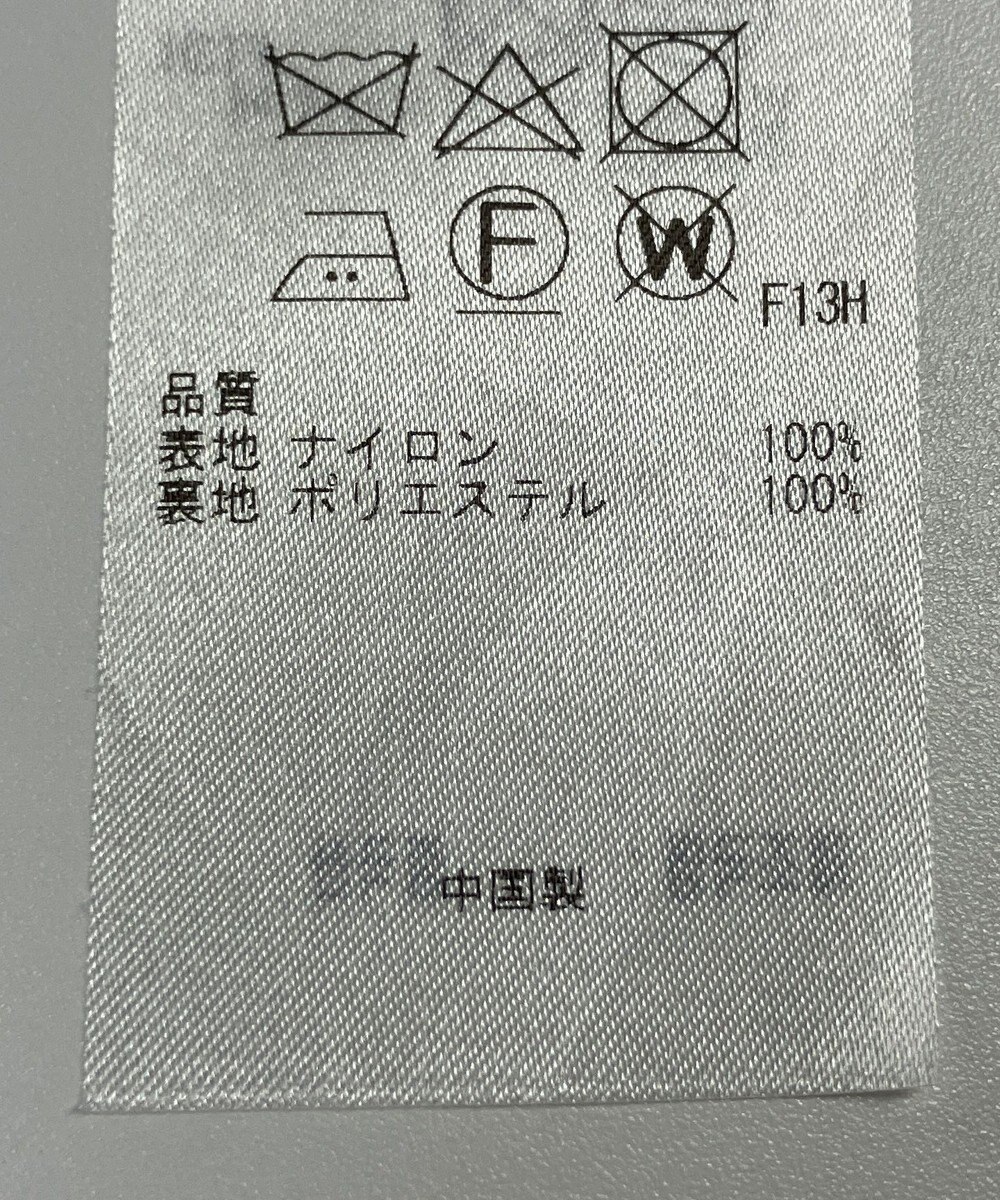 F W F13H
品質
表地 ナイロン 100%
裏地 ポリエステル 100%
中国製